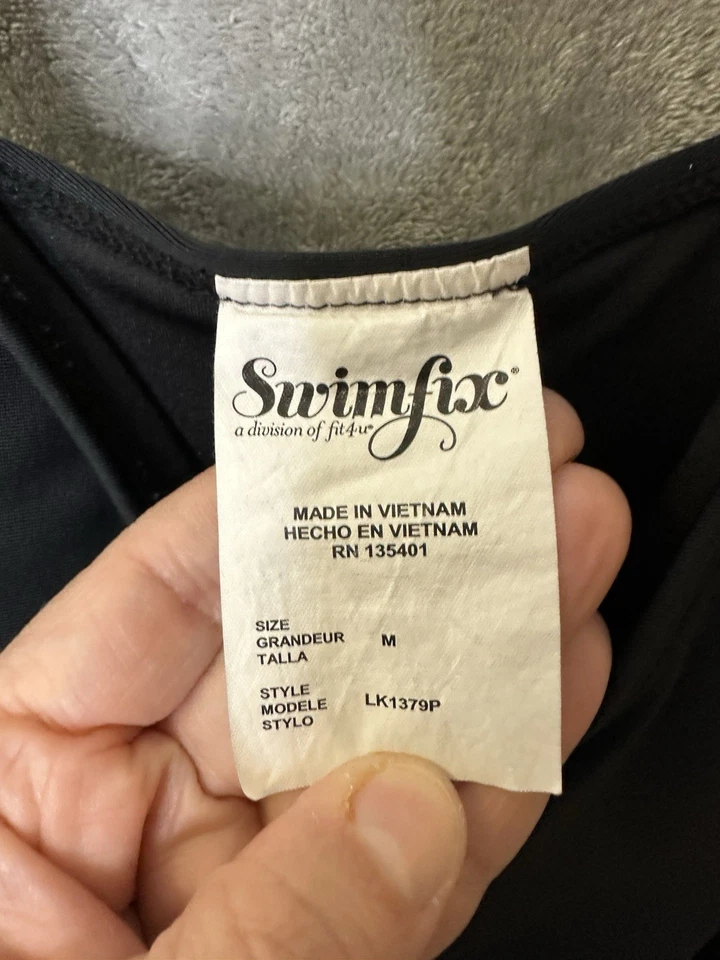 Swimfix®
a division of fit4u®
MADE IN VIETNAM
HECHO EN VIETNAM
RN 135401
SIZE
GRANDEUR M
TALLA
STYLE
MODELE LK1379P
STYLO